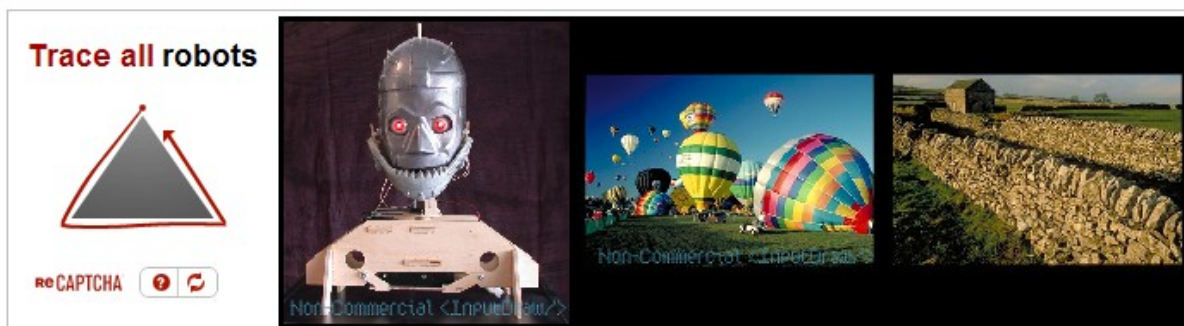 Trace all robots
ReCAPTCHA
?
Non-Commercial <InputDraw/>
Non-Commercial <InputDraw